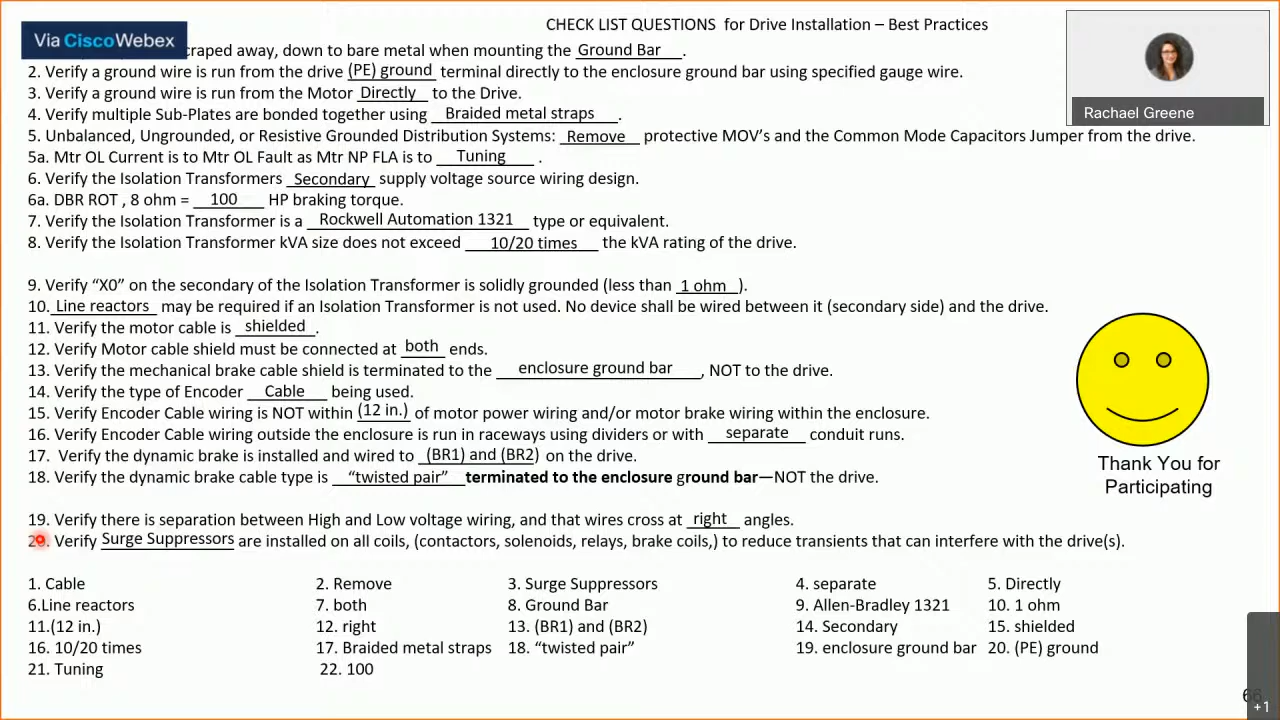 CHECK LIST QUESTIONS for Drive Installation – Best Practices
Via Cisco Webex
craped away, down to bare metal when mounting the Ground Bar.
Rachael Greene
2. Verify a ground wire is run from the drive (PE) ground terminal directly to the enclosure ground bar using specified gauge wire.
3. Verify a ground wire is run from the Motor Directly to the Drive.
4. Verify multiple Sub-Plates are bonded together using Braided metal straps.
5. Unbalanced, Ungrounded, or Resistive Grounded Distribution Systems: Remove protective MOV's and the Common Mode Capacitors Jumper from the drive.
5a. Mtr OL Current is to Mtr OL Fault as Mtr NP FLA is to Tuning .
6. Verify the Isolation Transformers Secondary supply voltage source wiring design.
6a. DBR ROT , 8 ohm = 100 HP braking torque.
7. Verify the Isolation Transformer is a Rockwell Automation 1321 type or equivalent.
8. Verify the Isolation Transformer kVA size does not exceed 10/20 times the kVA rating of the drive.
9. Verify “X0” on the secondary of the Isolation Transformer is solidly grounded (less than 1 ohm ).
10. Line reactors may be required if an Isolation Transformer is not used. No device shall be wired between it (secondary side) and the drive.
11. Verify the motor cable is shielded.
12. Verify Motor cable shield must be connected at both ends.
13. Verify the mechanical brake cable shield is terminated to the enclosure ground bar, NOT to the drive.
14. Verify the type of Encoder Cable being used.
15. Verify Encoder Cable wiring is NOT within (12 in.) of motor power wiring and/or motor brake wiring within the enclosure.
16. Verify Encoder Cable wiring outside the enclosure is run in raceways using dividers or with separate conduit runs.
17. Verify the dynamic brake is installed and wired to (BR1) and (BR2) on the drive.
18. Verify the dynamic brake cable type is “twisted pair” terminated to the enclosure ground bar—NOT the drive.
Thank You for
Participating
19. Verify there is separation between High and Low voltage wiring, and that wires cross at right angles.
20. Verify Surge Suppressors are installed on all coils, (contactors, solenoids, relays, brake coils,) to reduce transients that can interfere with the drive(s).
1. Cable 2. Remove 3. Surge Suppressors 4. separate 5. Directly
6.Line reactors 7. both 8. Ground Bar 9. Allen-Bradley 1321 10. 1 ohm
11.(12 in.) 12. right 13. (BR1) and (BR2) 14. Secondary 15. shielded
16. 10/20 times 17. Braided metal straps 18. “twisted pair” 19. enclosure ground bar 20. (PE) ground
21. Tuning 22. 100
+1